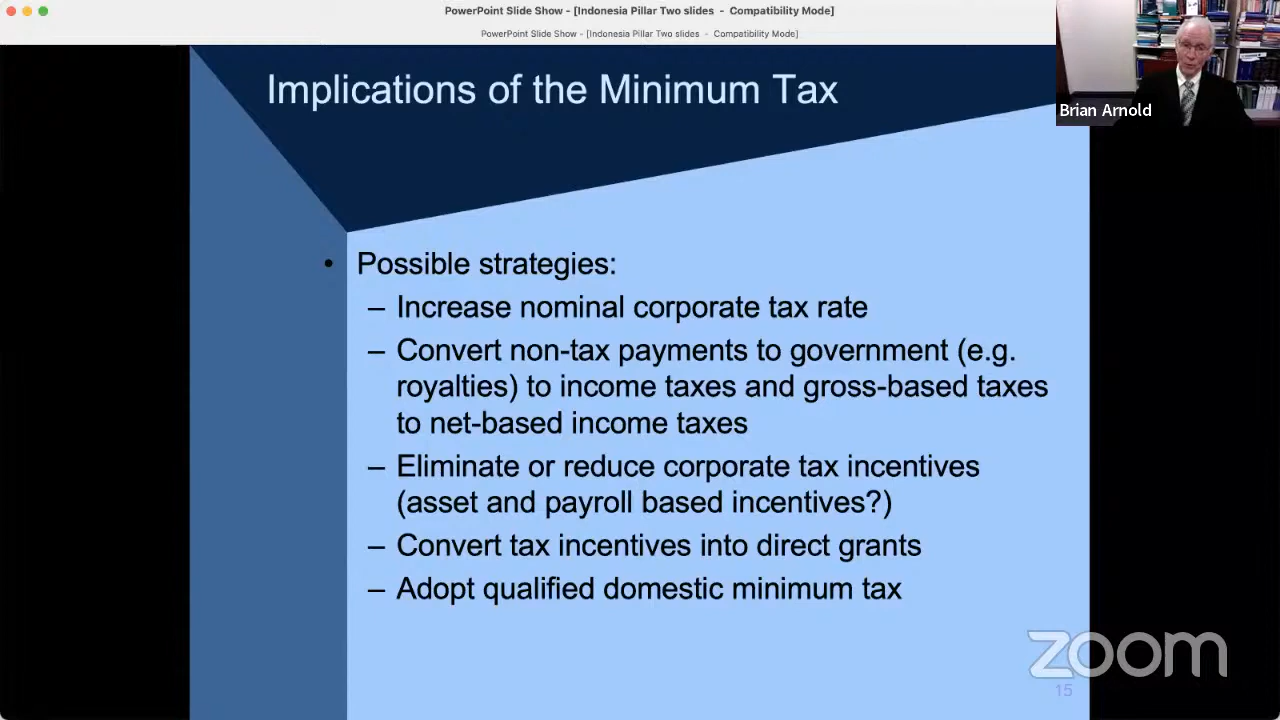 PowerPoint Slide Show - [Indonesia Pillar Two slides  -  Compatibility Mode]
PowerPoint Slide Show - [Indonesia Pillar Two slides  -  Compatibility Mode]
Brian Arnold
Implications of the Minimum Tax
• Possible strategies:
– Increase nominal corporate tax rate
– Convert non-tax payments to government (e.g.
royalties) to income taxes and gross-based taxes
to net-based income taxes
– Eliminate or reduce corporate tax incentives
(asset and payroll based incentives?)
– Convert tax incentives into direct grants
– Adopt qualified domestic minimum tax
zoom
15